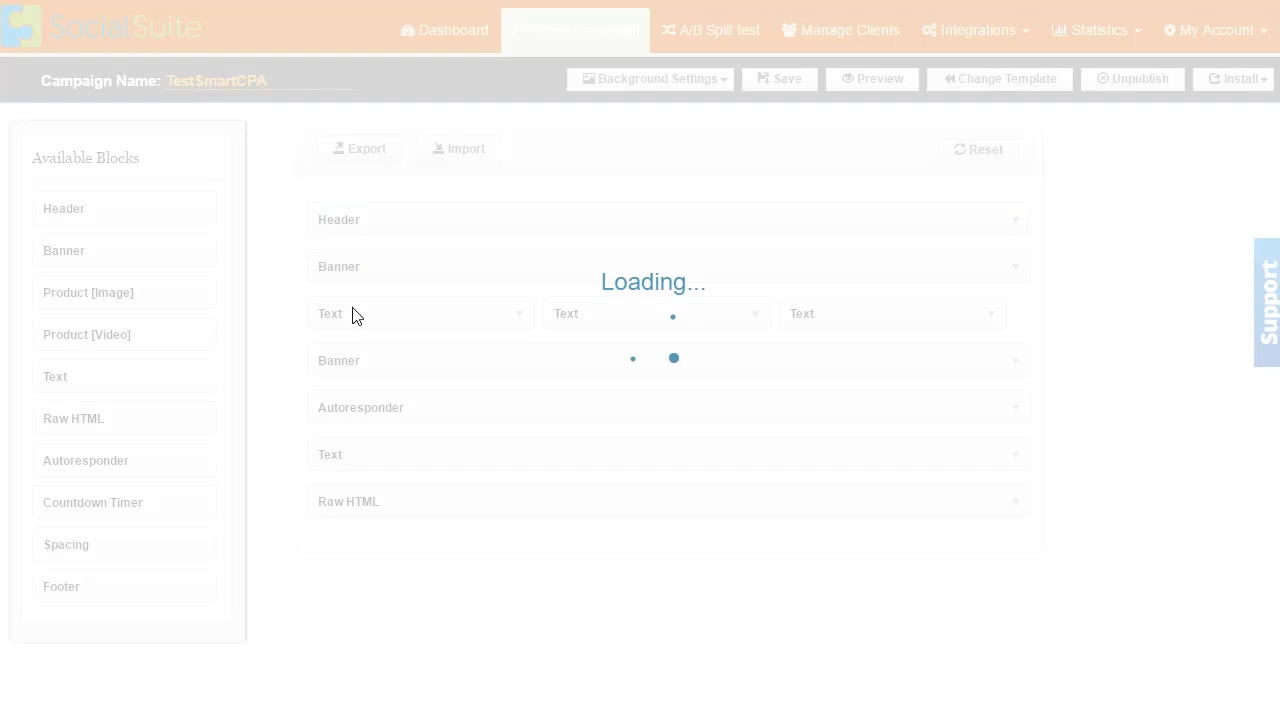 SocialSuite
Dashboard
A/B Split test
Manage Clients
Integrations
Statistics
My Account
Campaign Name: TestSmartCPA
Background Settings
Save
Preview
Change Template
Unpublish
Install
Available Blocks
Header
Banner
Product [Image]
Product [Video]
Text
Raw HTML
Autoresponder
Countdown Timer
Spacing
Footer
Export
Import
Reset
Header
Banner
Loading...
Text
Text
Text
Banner
Autoresponder
Text
Raw HTML
Support